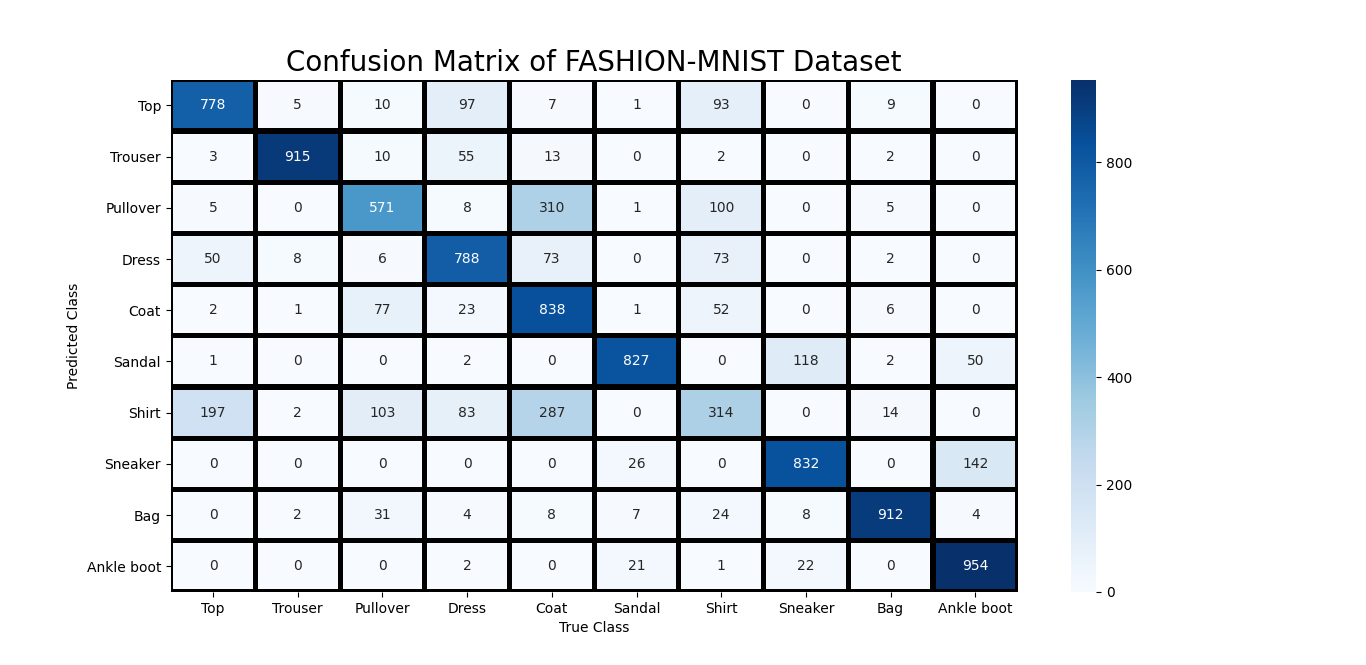 Confusion Matrix of FASHION-MNIST Dataset
Top 778 5 10 97 7 1 93 0 9 0
Trouser 3 915 10 55 13 0 2 0 2 0
Pullover 5 0 571 8 310 1 100 0 5 0
Dress 50 8 6 788 73 0 73 0 2 0
Coat 2 1 77 23 838 1 52 0 6 0
Sandal 1 0 0 2 0 827 0 118 2 50
Shirt 197 2 103 83 287 0 314 0 14 0
Sneaker 0 0 0 0 0 26 0 832 0 142
Bag 0 2 31 4 8 7 24 8 912 4
Ankle boot 0 0 0 2 0 21 1 22 0 954
Top Trouser Pullover Dress Coat Sandal Shirt Sneaker Bag Ankle boot
True Class
Predicted Class
800
600
400
200
0